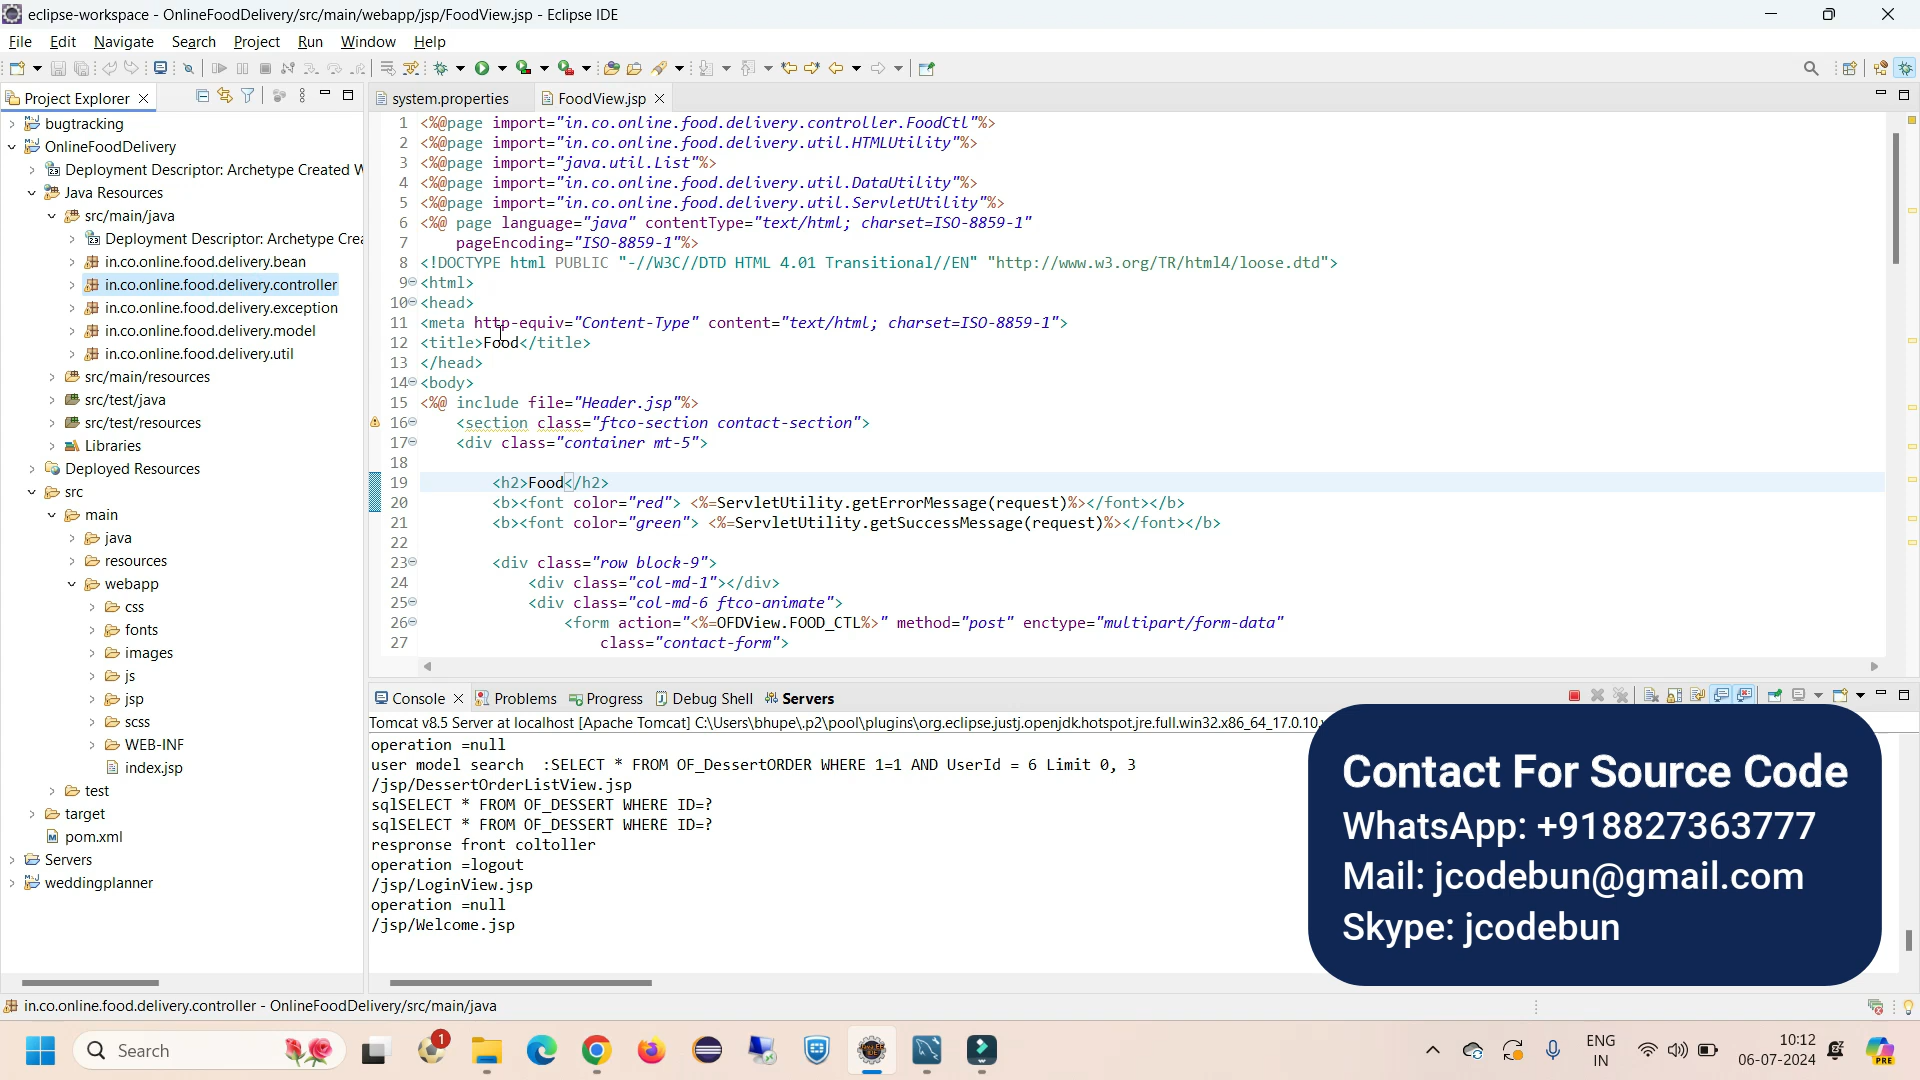 eclipse-workspace - OnlineFoodDelivery/src/main/webapp/jsp/FoodView.jsp - Eclipse IDE
File Edit Navigate Search Project Run Window Help
Project Explorer
system.properties
FoodView.jsp
bugtracking
OnlineFoodDelivery
Deployment Descriptor: Archetype Created W
Java Resources
src/main/java
Deployment Descriptor: Archetype Crea
in.co.online.food.delivery.bean
in.co.online.food.delivery.controller
in.co.online.food.delivery.exception
in.co.online.food.delivery.model
in.co.online.food.delivery.util
src/main/resources
src/test/java
src/test/resources
Libraries
Deployed Resources
src
main
java
resources
webapp
css
fonts
images
js
jsp
scss
WEB-INF
index.jsp
test
target
pom.xml
Servers
weddingplanner
1 <%@page import="in.co.online.food.delivery.controller.FoodCtl"%>
2 <%@page import="in.co.online.food.delivery.util.HTMLUtility"%>
3 <%@page import="java.util.List"%>
4 <%@page import="in.co.online.food.delivery.util.DataUtility"%>
5 <%@page import="in.co.online.food.delivery.util.ServletUtility"%>
6 <%@ page language="java" contentType="text/html; charset=ISO-8859-1"
7 pageEncoding="ISO-8859-1"%>
8 <!DOCTYPE html PUBLIC "-//W3C//DTD HTML 4.01 Transitional//EN" "http://www.w3.org/TR/html4/loose.dtd">
9 <html>
10 <head>
11 <meta http-equiv="Content-Type" content="text/html; charset=ISO-8859-1">
12 <title>Food</title>
13 </head>
14 <body>
15 <%@ include file="Header.jsp"%>
16 <section class="ftco-section contact-section">
17 <div class="container mt-5">
18
19 <h2>Food</h2>
20 <b><font color="red"> <%=ServletUtility.getErrorMessage(request)%></font></b>
21 <b><font color="green"> <%=ServletUtility.getSuccessMessage(request)%></font></b>
22
23 <div class="row block-9">
24 <div class="col-md-1"></div>
25 <div class="col-md-6 ftco-animate">
26 <form action="<%=OFDView.FOOD_CTL%>" method="post" enctype="multipart/form-data"
27 class="contact-form">
Console Problems Progress Debug Shell Servers
Tomcat v8.5 Server at localhost [Apache Tomcat] C:\Users\bhupe\.p2\pool\plugins\org.eclipse.justj.openjdk.hotspot.jre.full.win32.x86_64_17.0.10.
operation =null
user model search :SELECT * FROM OF_DessertORDER WHERE 1=1 AND UserId = 6 Limit 0, 3
/jsp/DessertOrderListView.jsp
sqlSELECT * FROM OF_DESSERT WHERE ID=?
sqlSELECT * FROM OF_DESSERT WHERE ID=?
respronse front coltoller
operation =logout
/jsp/LoginView.jsp
operation =null
/jsp/Welcome.jsp
Contact For Source Code
WhatsApp: +918827363777
Mail: jcodebun@gmail.com
Skype: jcodebun
in.co.online.food.delivery.controller - OnlineFoodDelivery/src/main/java
Search
1
ENG
IN
10:12
06-07-2024
PRE